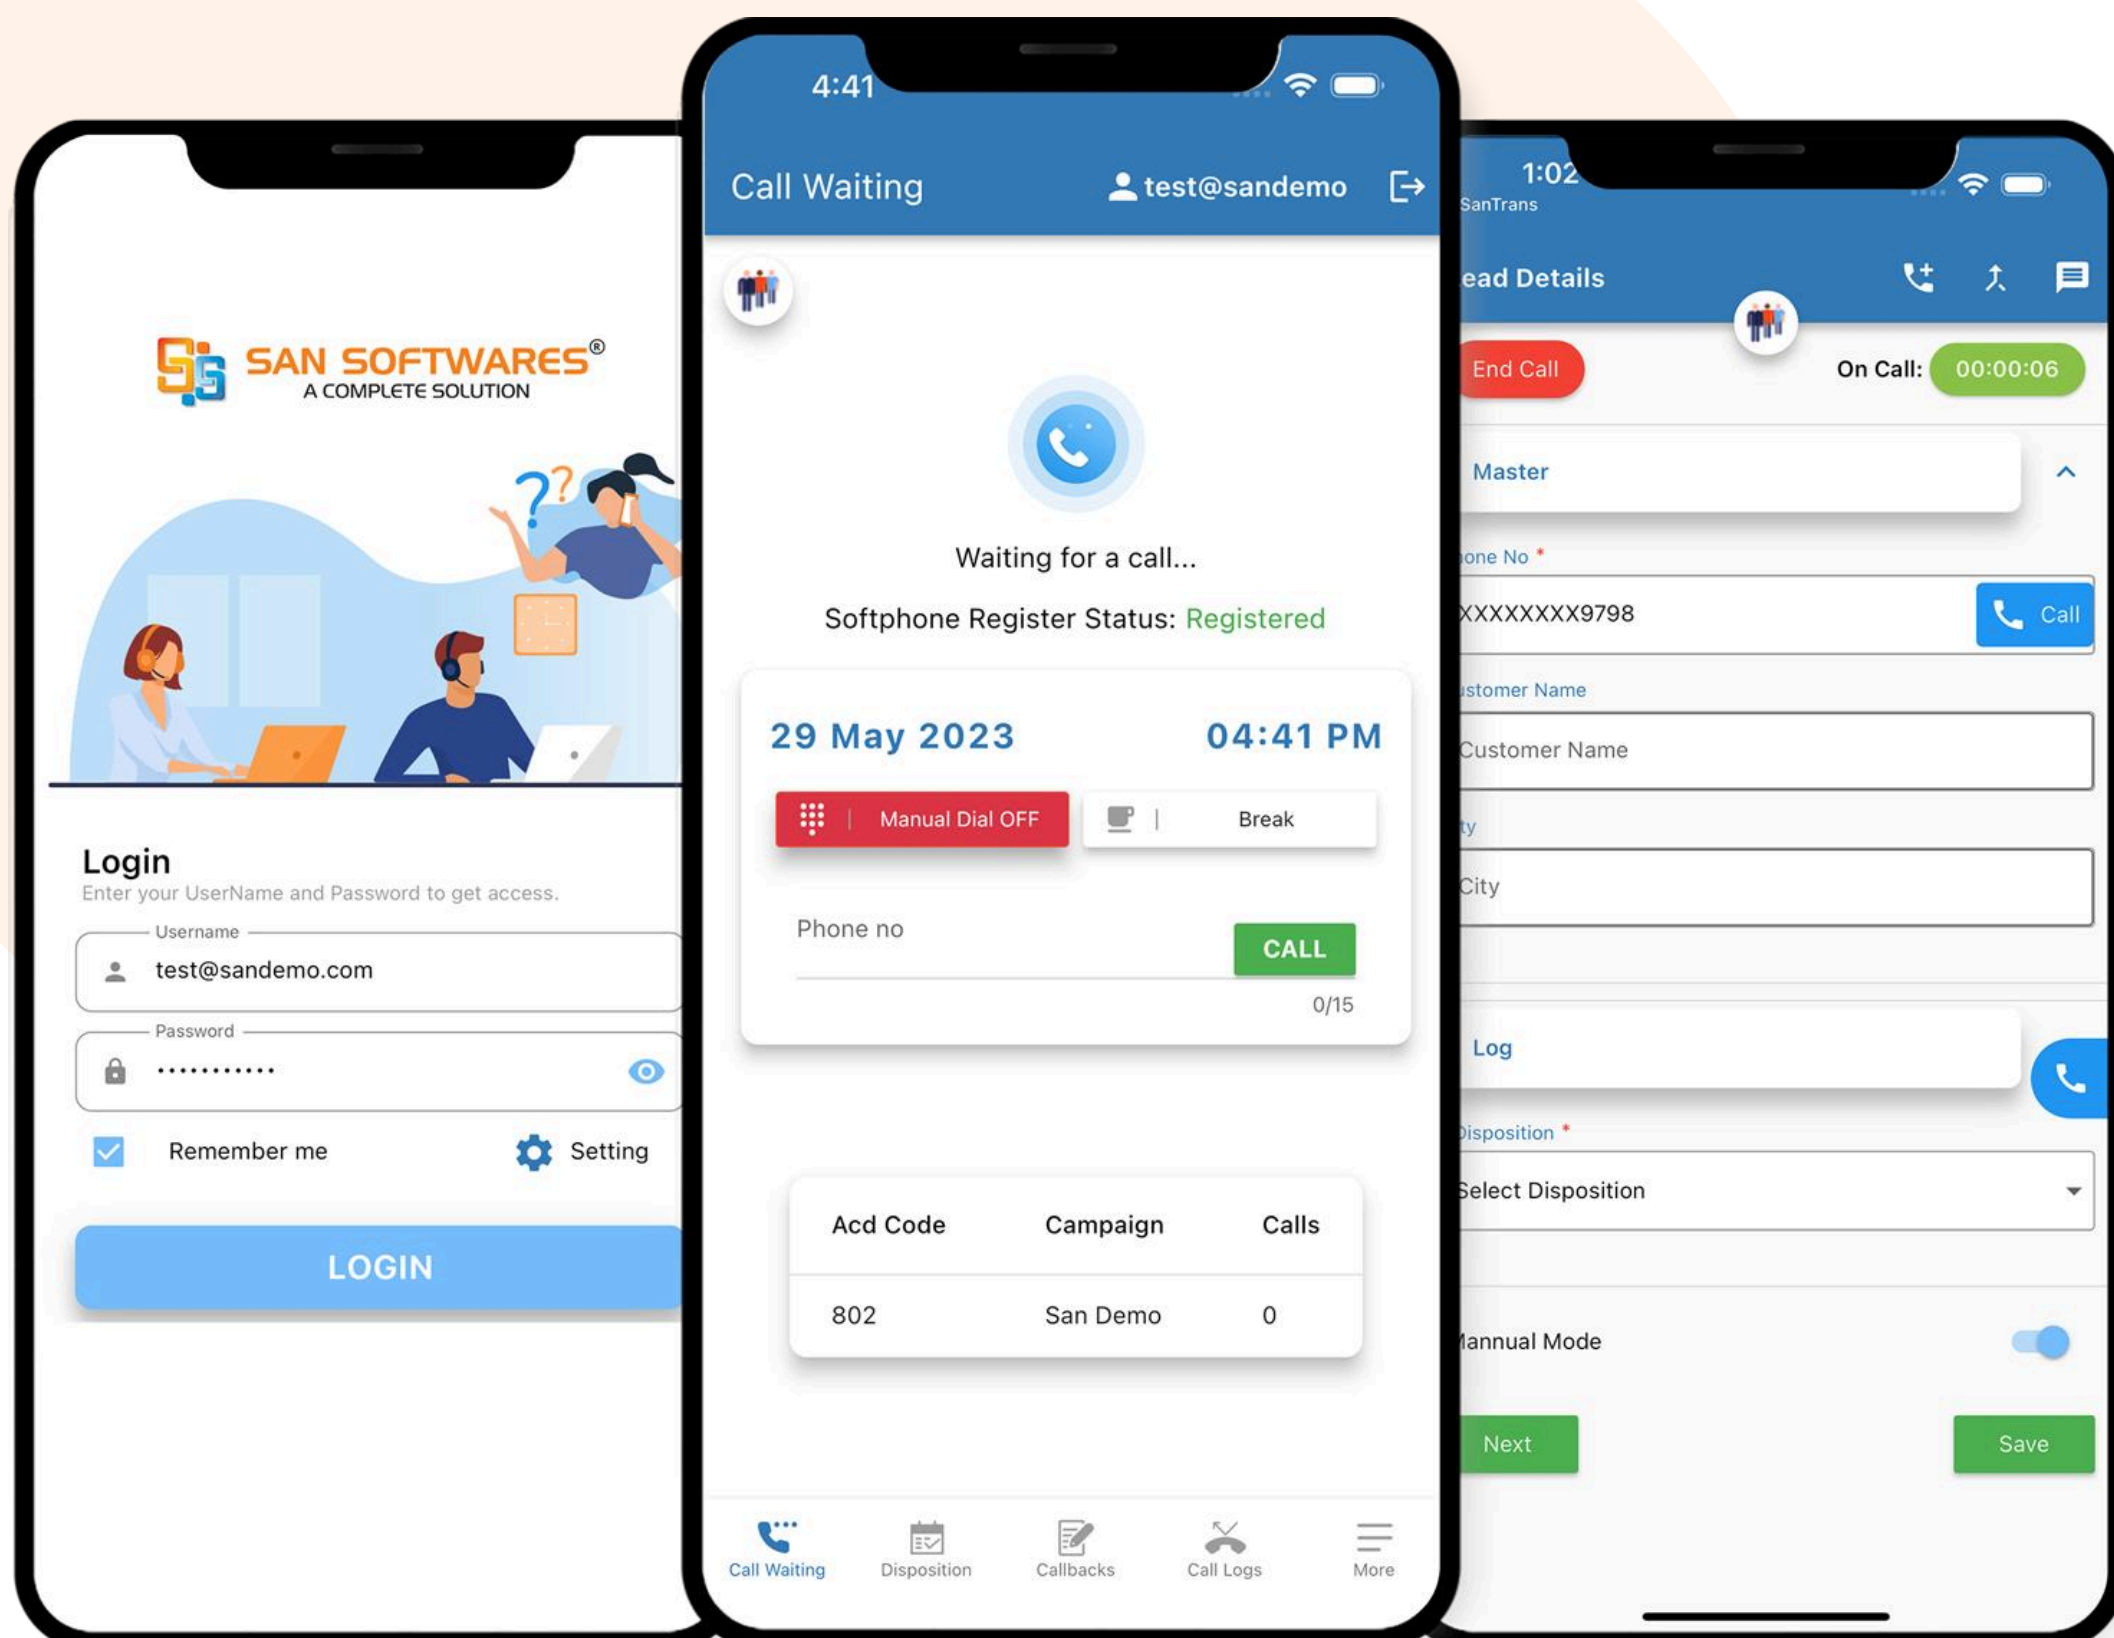 SAN SOFTWARES®
A COMPLETE SOLUTION
??
Login
Enter your UserName and Password to get access.
Username
test@sandemo.com
Password
...........
Remember me
Setting
LOGIN
4:41
Call Waiting
test@sandemo
Waiting for a call...
Softphone Register Status: Registered
29 May 2023 04:41 PM
Manual Dial OFF
Break
Phone no
CALL
0/15
Acd Code Campaign Calls
802 San Demo 0
Call Waiting
Disposition
Callbacks
Call Logs
More
1:02
SanTrans
ead Details
End Call
On Call: 00:00:06
Master
one No *
XXXXXXXX9798
Call
ustomer Name
Customer Name
ty
City
Log
Disposition *
Select Disposition
Mannual Mode
Next
Save